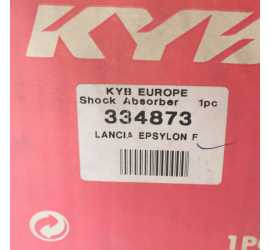 KYB
KYB EUROPE
Shock Absorber 1pc
334873
LANCIA EPSYLON F
1P